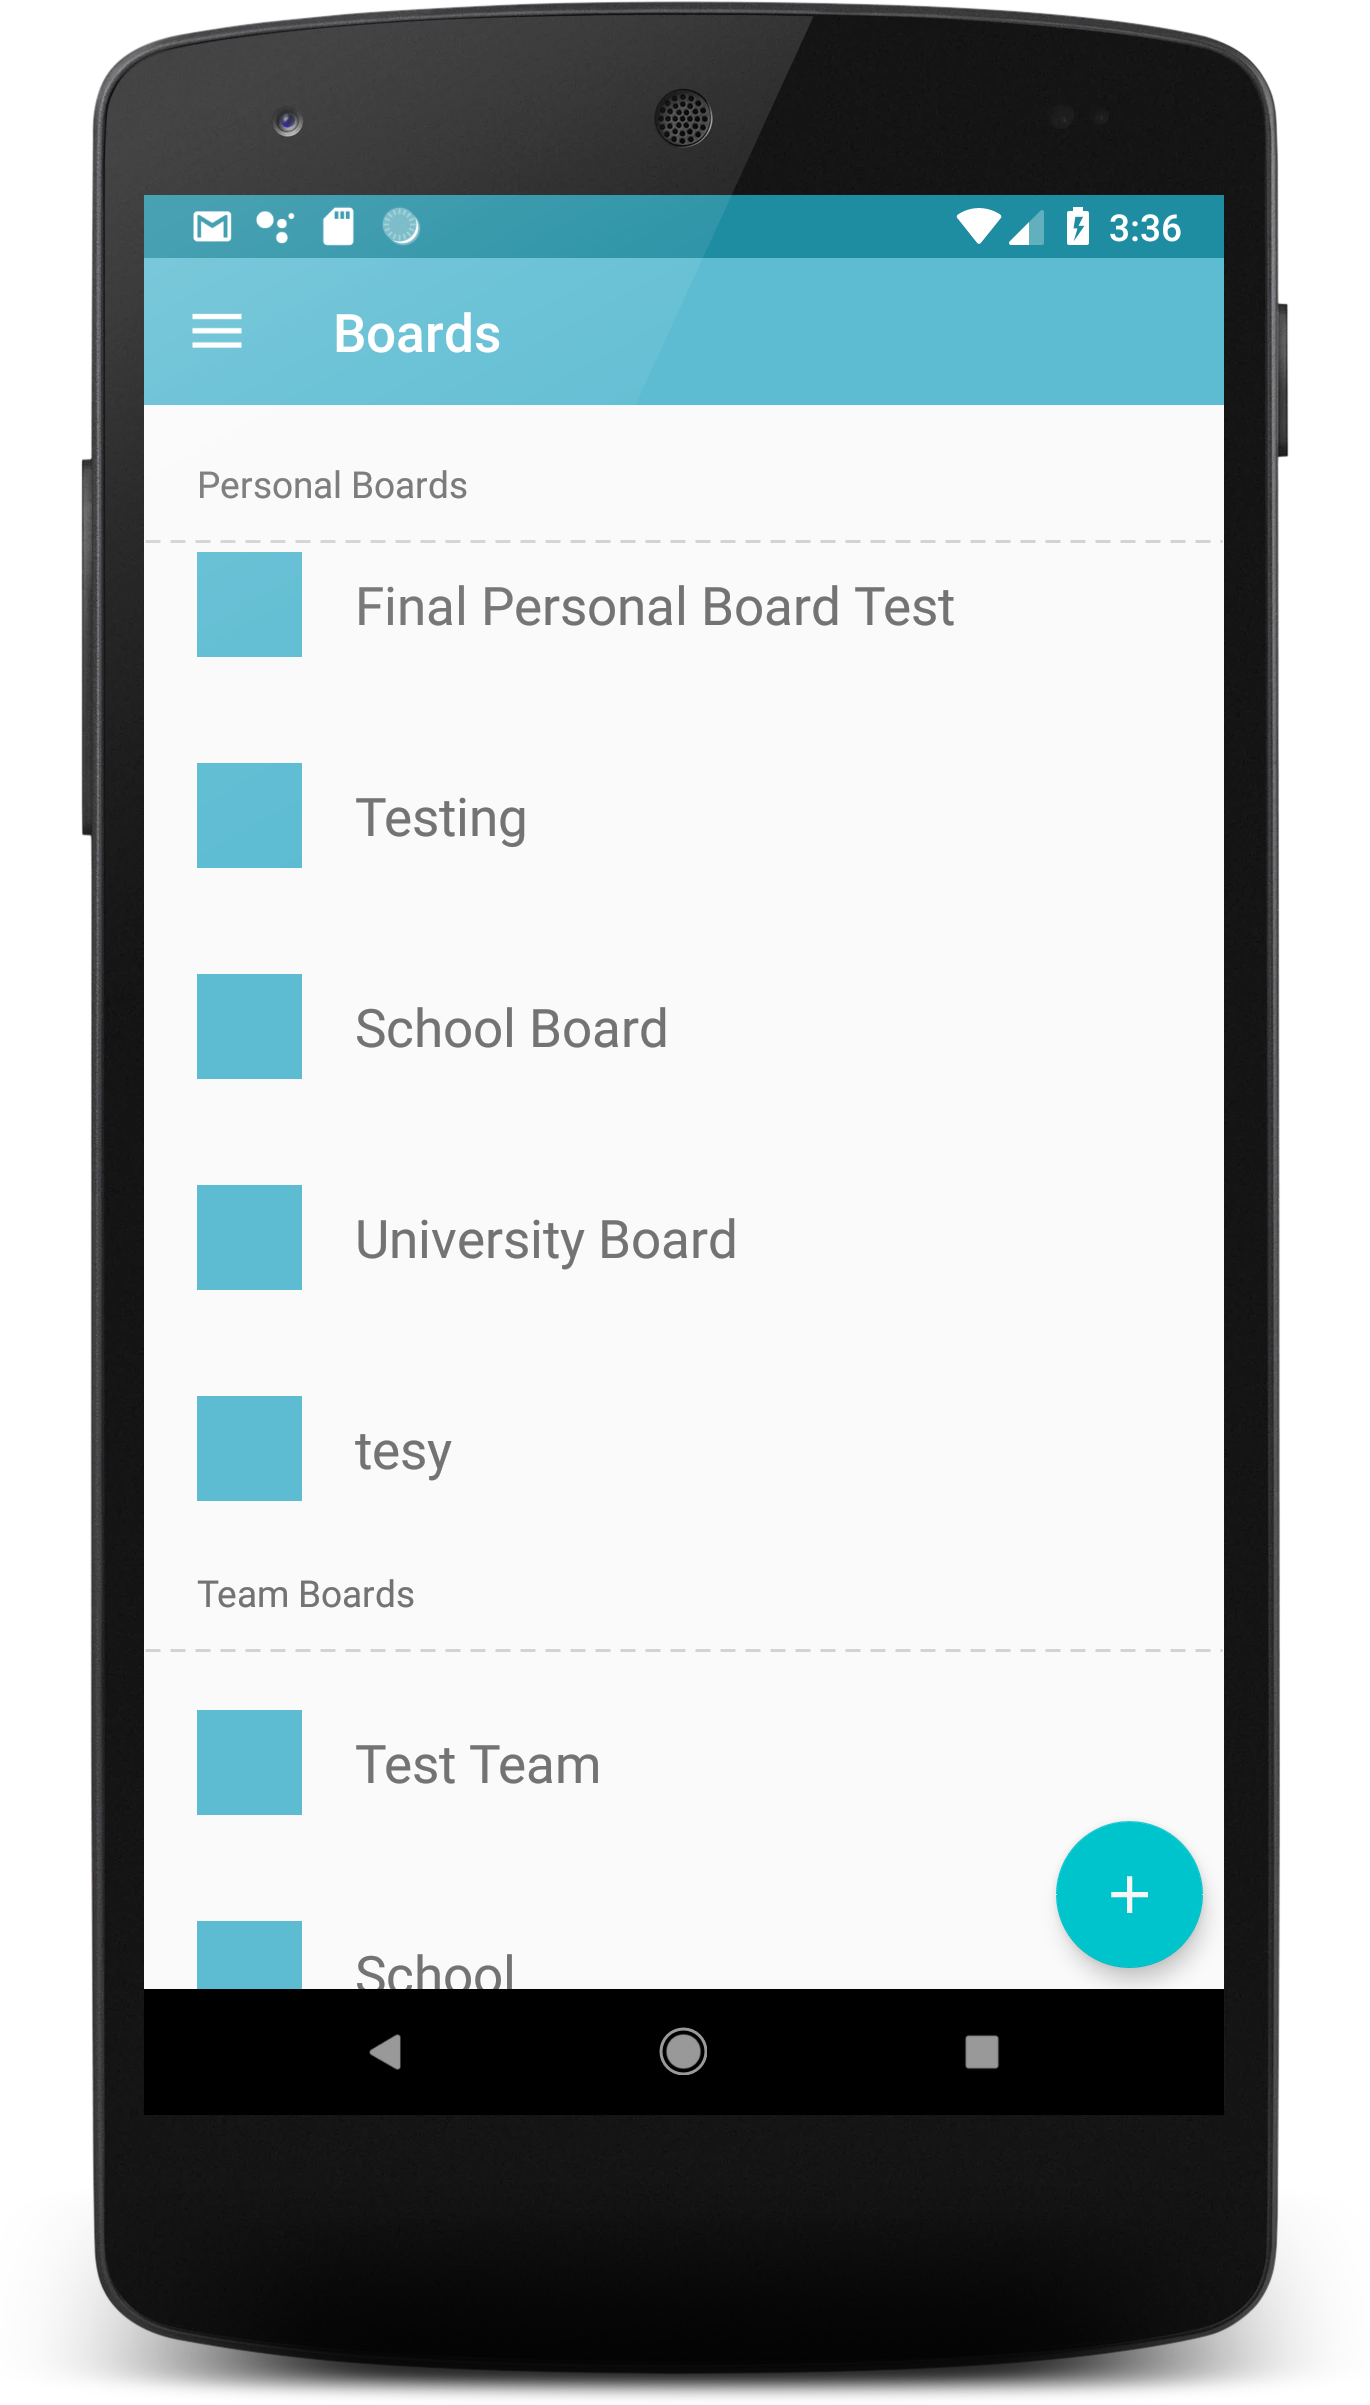 3:36
Boards
Personal Boards
Final Personal Board Test
Testing
School Board
University Board
tesy
Team Boards
Test Team
School